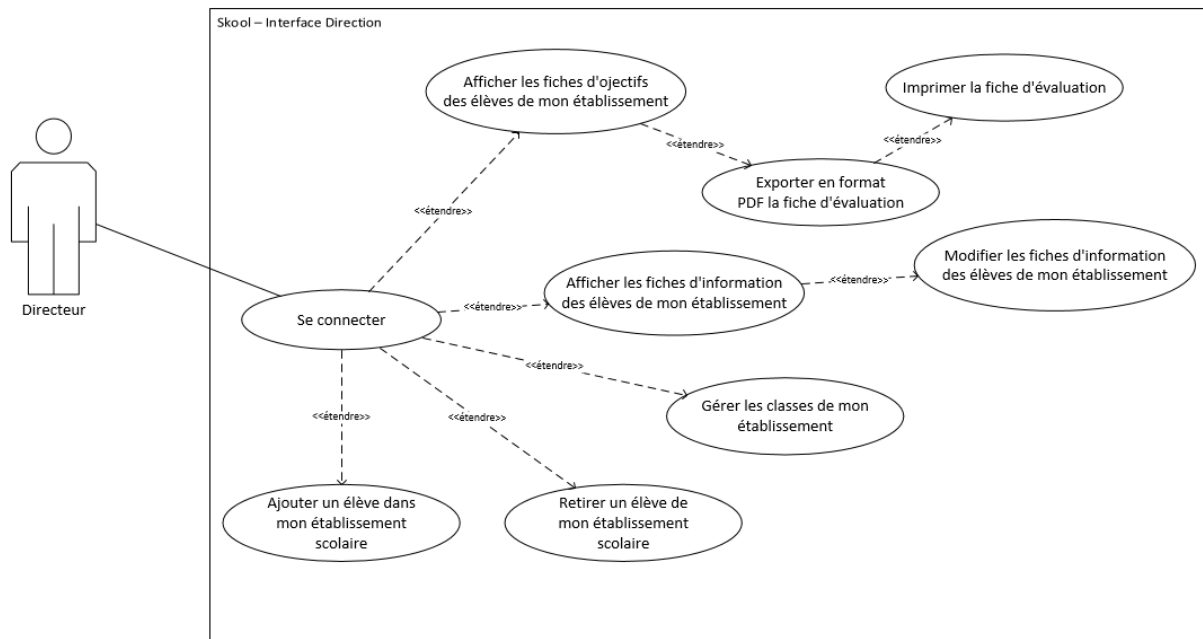 Skool – Interface Direction
Afficher les fiches d'ojectifs
des élèves de mon établissement
Imprimer la fiche d'évaluation
<<étendre>>
<<étendre>>
Exporter en format
PDF la fiche d'évaluation
<<étendre>>
Modifier les fiches d'information
des élèves de mon établissement
Afficher les fiches d'information
des élèves de mon établissement
<<étendre>>
<<étendre>>
Directeur
Se connecter
<<étendre>>
Gérer les classes de mon
établissement
<<étendre>>
<<étendre>>
Ajouter un élève dans
mon établissement
scolaire
Retirer un élève de
mon établissement
scolaire